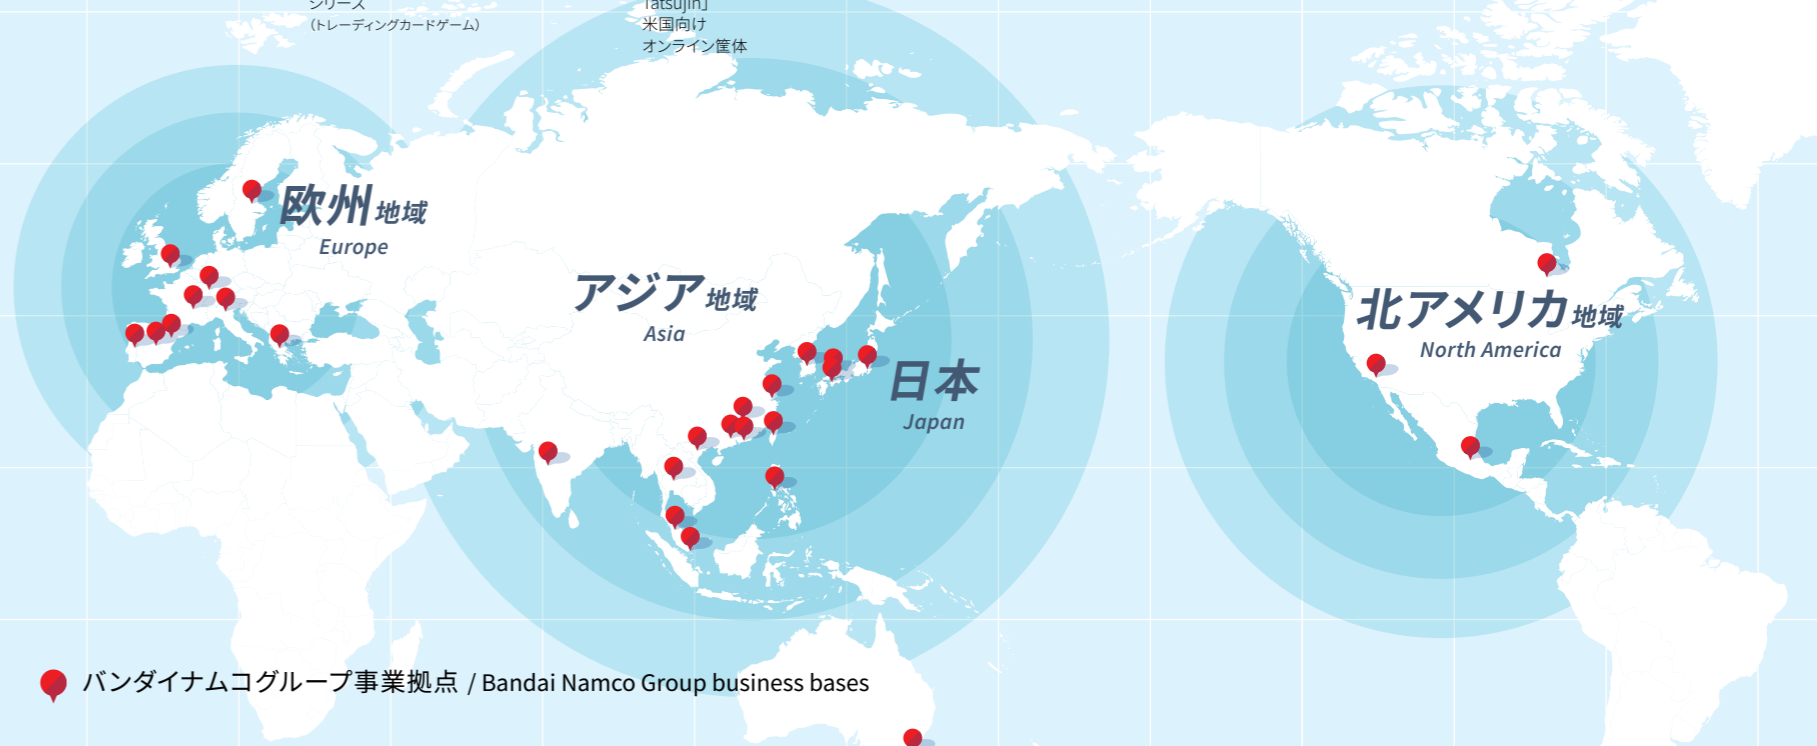 シリーズ
（トレーディングカードゲーム）
Tatsujin」
米国向け
オンライン筐体
欧州地域
Europe
アジア地域
Asia
日本
Japan
北アメリカ地域
North America
バンダイナムコグループ事業拠点 / Bandai Namco Group business bases